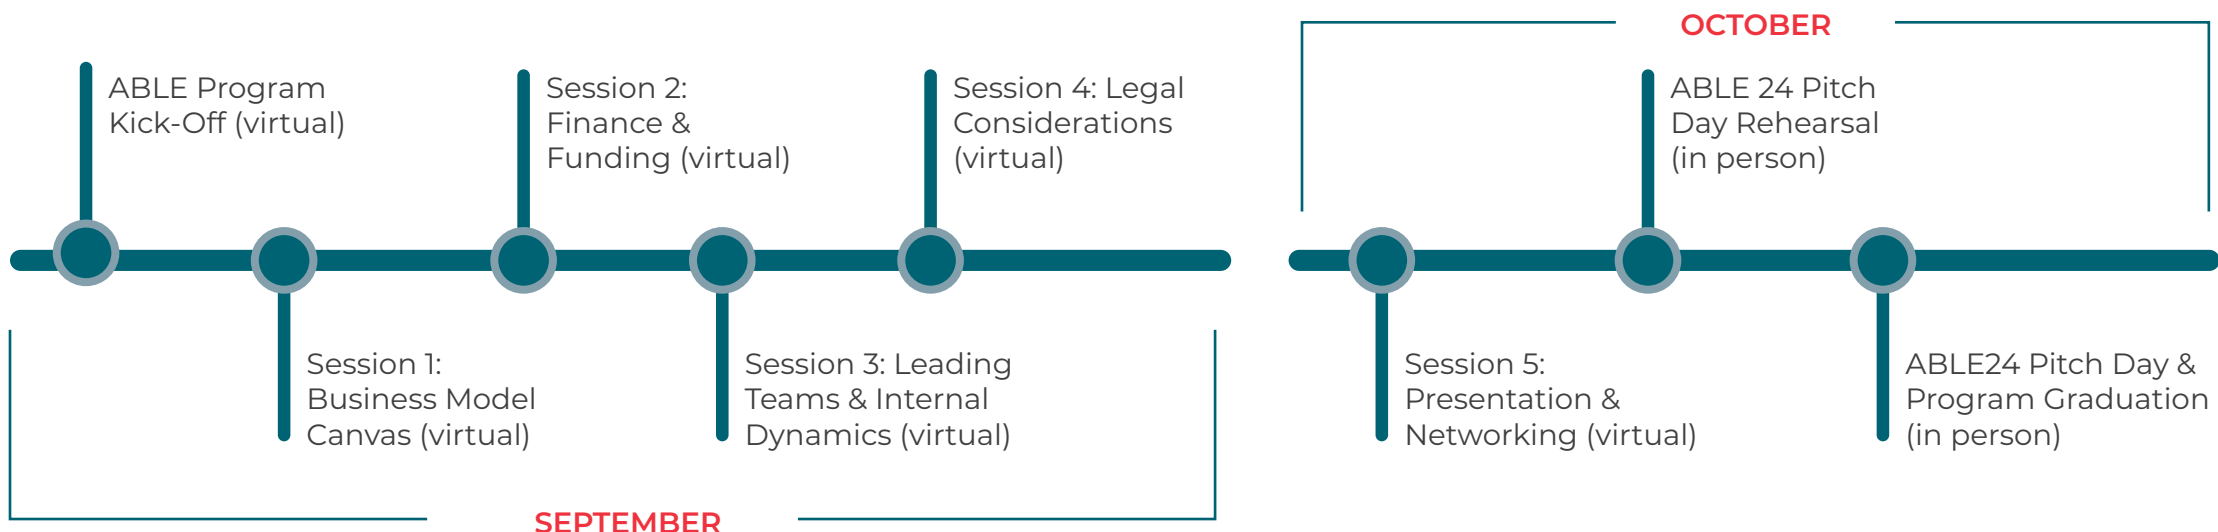 ABLE Program
Kick-Off (virtual)
Session 1:
Business Model
Canvas (virtual)
Session 2:
Finance &
Funding (virtual)
Session 3: Leading
Teams & Internal
Dynamics (virtual)
Session 4: Legal
Considerations
(virtual)
SEPTEMBER
OCTOBER
Session 5:
Presentation &
Networking (virtual)
ABLE 24 Pitch
Day Rehearsal
(in person)
ABLE24 Pitch Day &
Program Graduation
(in person)